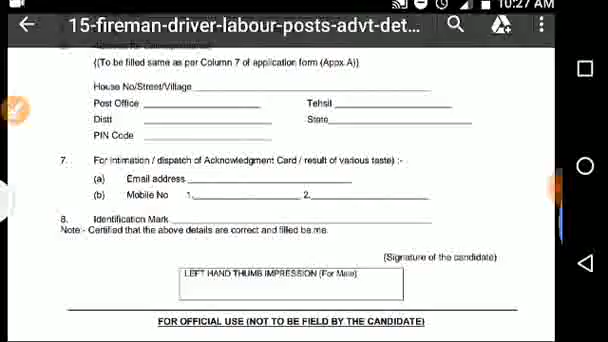 10:27 AM
15-fireman-driver-labour-posts-advt-det...
{(To be filled same as per Column 7 of application form (Appx.A)}
House No/Street/Village
Post Office Tehsil
Distt State
PIN Code
7. For intimation / dispatch of Acknowledgment Card / result of various taste) :-
(a) Email address
(b) Mobile No 1. 2.
8. Identification Mark
Note:- Certified that the above details are correct and filled be me.
(Signature of the candidate)
LEFT HAND THUMB IMPRESSION (For Male)
FOR OFFICIAL USE (NOT TO BE FIELD BY THE CANDIDATE)